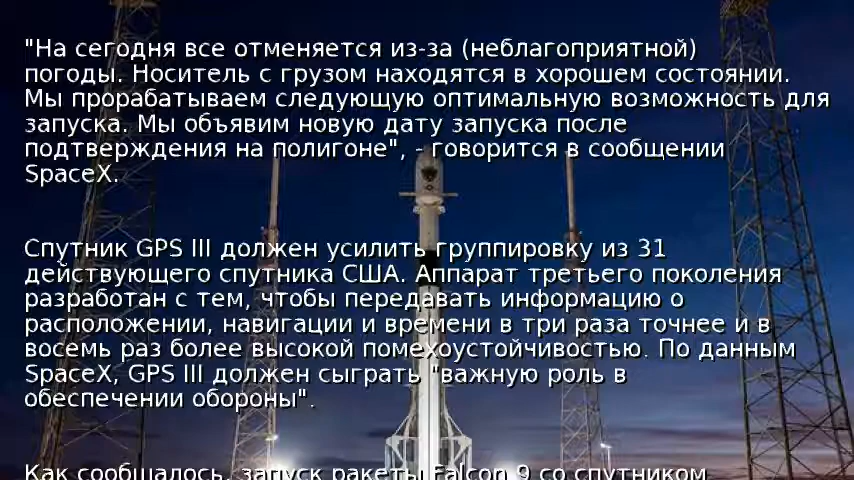 "На сегодня все отменяется из-за (неблагоприятной)
погоды. Носитель с грузом находятся в хорошем состоянии.
Мы прорабатываем следующую оптимальную возможность для
запуска. Мы объявим новую дату запуска после
подтверждения на полигоне", - говорится в сообщении
SpaceX.
Спутник GPS III должен усилить группировку из 31
действующего спутника США. Аппарат третьего поколения
разработан с тем, чтобы передавать информацию о
расположении, навигации и времени в три раза точнее и в
восемь раз более высокой помехоустойчивостью. По данным
SpaceX, GPS III должен сыграть "важную роль в
обеспечении обороны".
Как сообщалось, запуск ракеты Falcon 9 со спутником